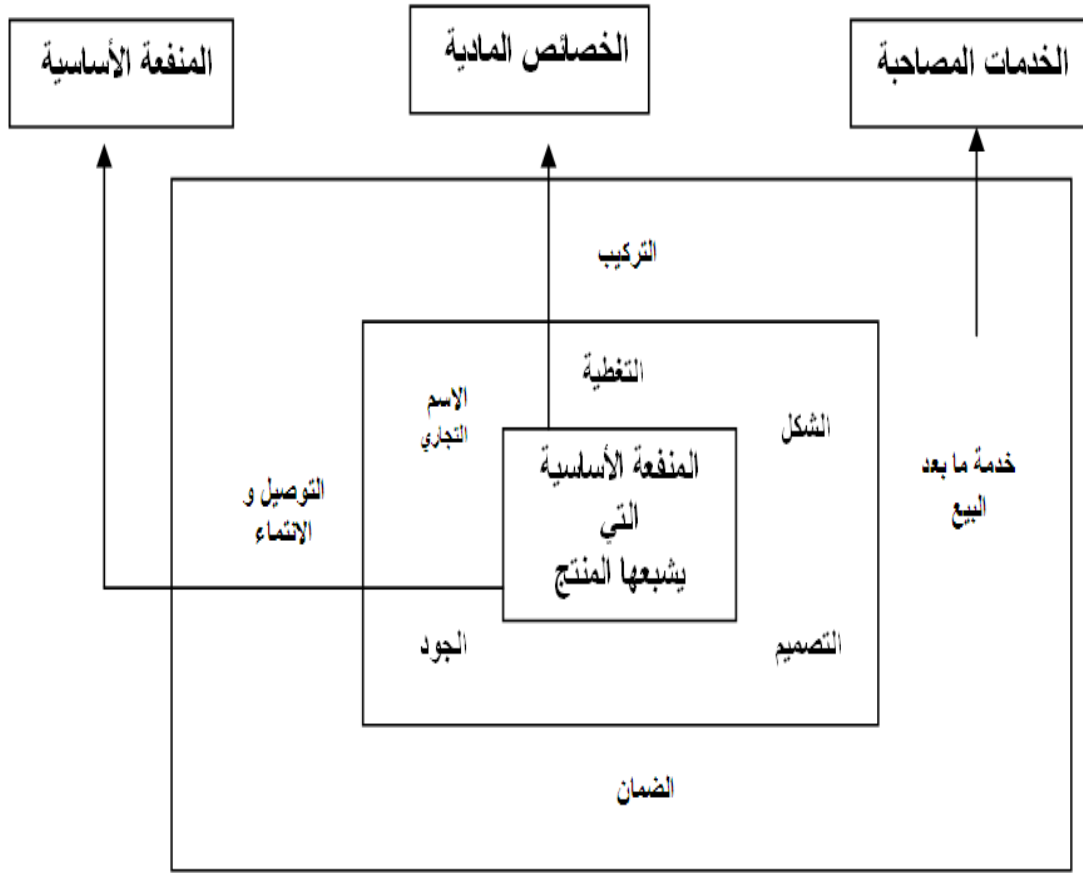 الخدمات المصاحبة
الخصائص المادية
المنفعة الأساسية
التركيب
التغطية
الشكل
الاسم
التجاري
المنفعة الأساسية
التي
يشبعها المنتج
خدمة ما بعد
البيع
التوصيل و
الانتماء
التصميم
الجود
الضمان